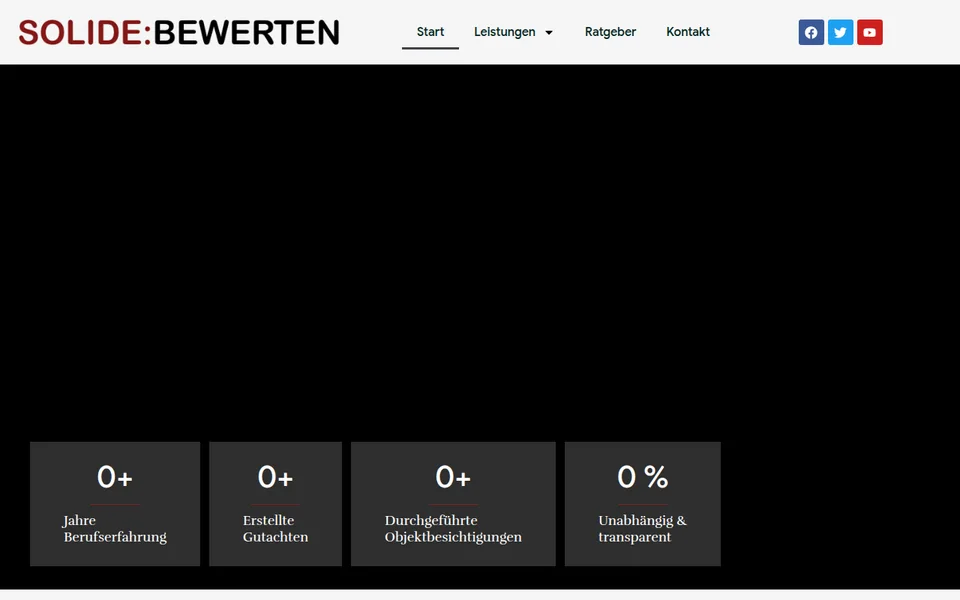 SOLIDE:BEWERTEN
Start
Leistungen
Ratgeber
Kontakt
0+
Jahre
Berufserfahrung
0+
Erstellte
Gutachten
0+
Durchgeführte
Objektbesichtigungen
0 %
Unabhängig &
transparent